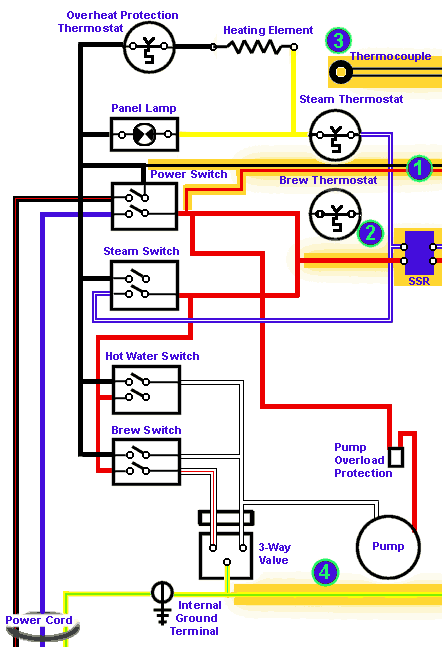 Overheat Protection
Thermostat
Heating Element
3
Thermocouple
Panel Lamp
Steam Thermostat
Power Switch
1
Brew Thermostat
2
Steam Switch
SSR
Hot Water Switch
Brew Switch
Pump
Overload
Protection
3-Way
Valve
Pump
4
Internal
Ground
Terminal
Power Cord